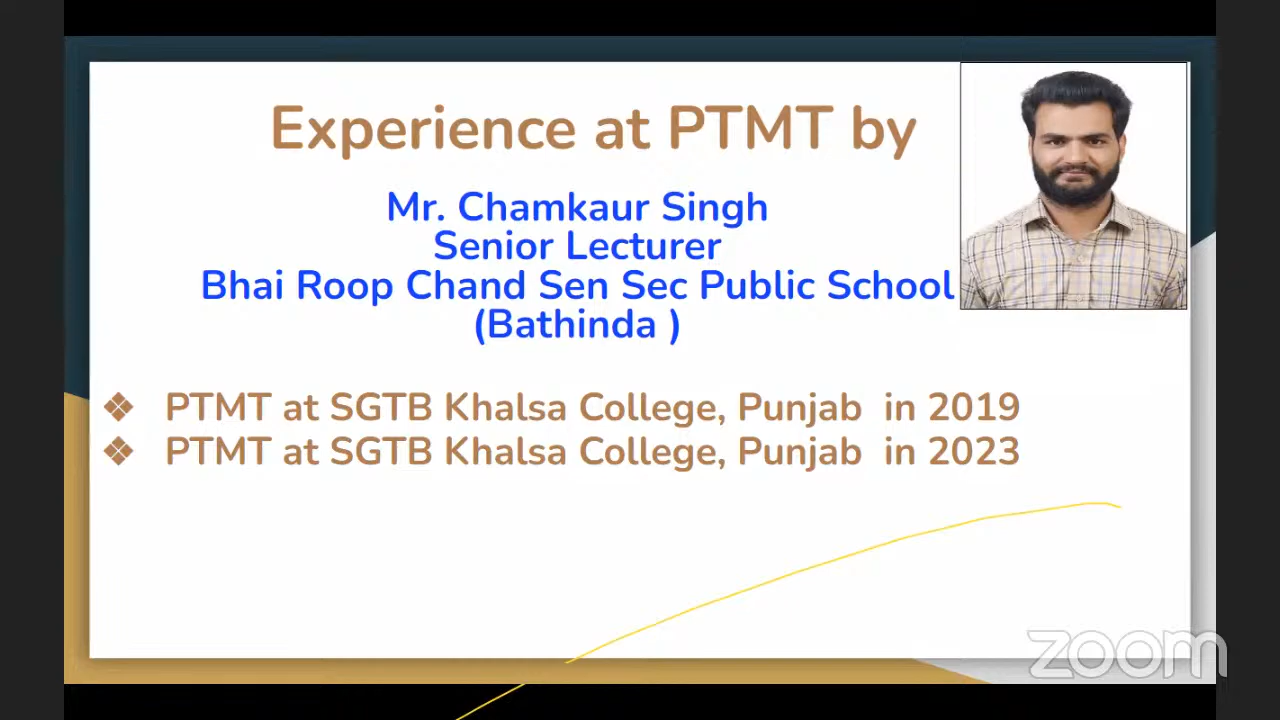 Experience at PTMT by
Mr. Chamkaur Singh
Senior Lecturer
Bhai Roop Chand Sen Sec Public School
(Bathinda )
❖ PTMT at SGTB Khalsa College, Punjab in 2019
❖ PTMT at SGTB Khalsa College, Punjab in 2023
zoom